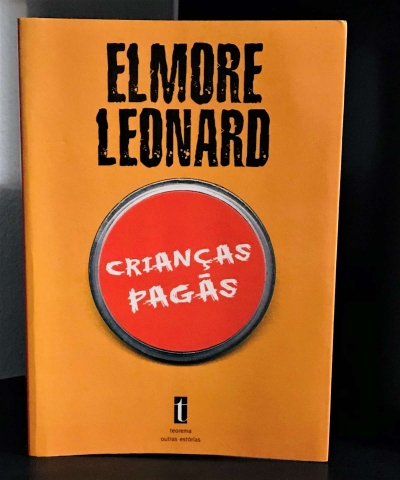 ELMORE
LEONARD
CRIANÇAS
PAGÃS
t
teorema
outras estórias